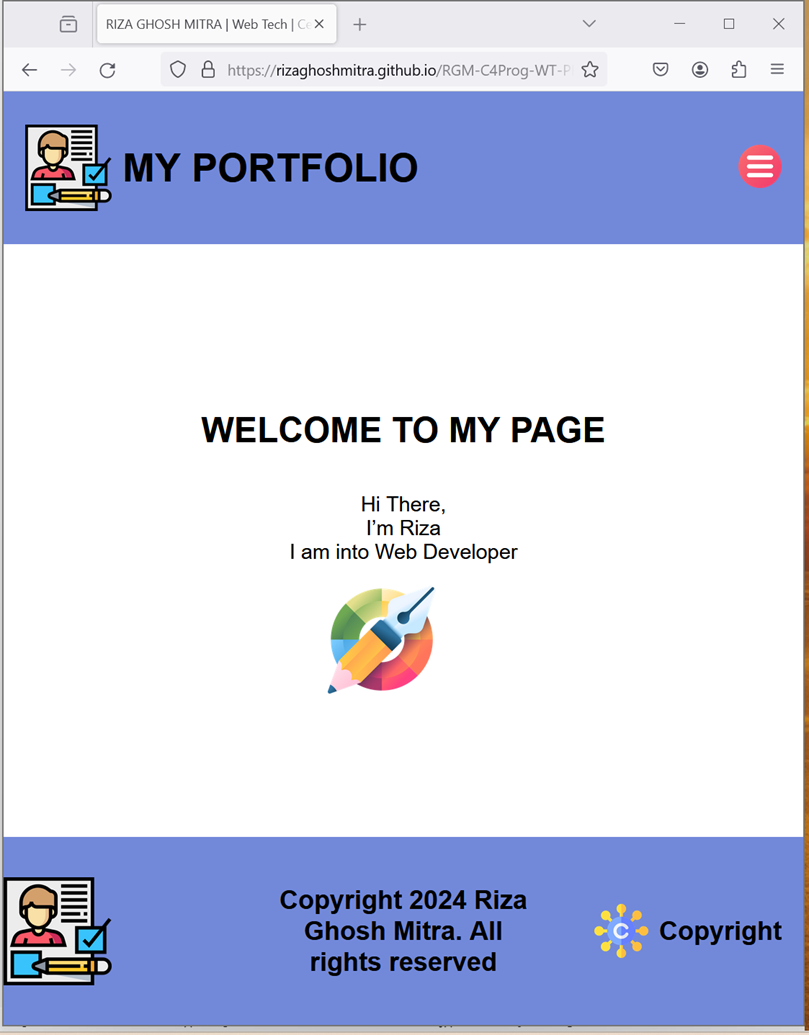 RIZA GHOSH MITRA | Web Tech |
https://rizaghoshmitra.github.io/RGM-C4Prog-WT-P
MY PORTFOLIO
WELCOME TO MY PAGE
Hi There,
I’m Riza
I am into Web Developer
Copyright 2024 Riza
Ghosh Mitra. All
rights reserved
C
Copyright